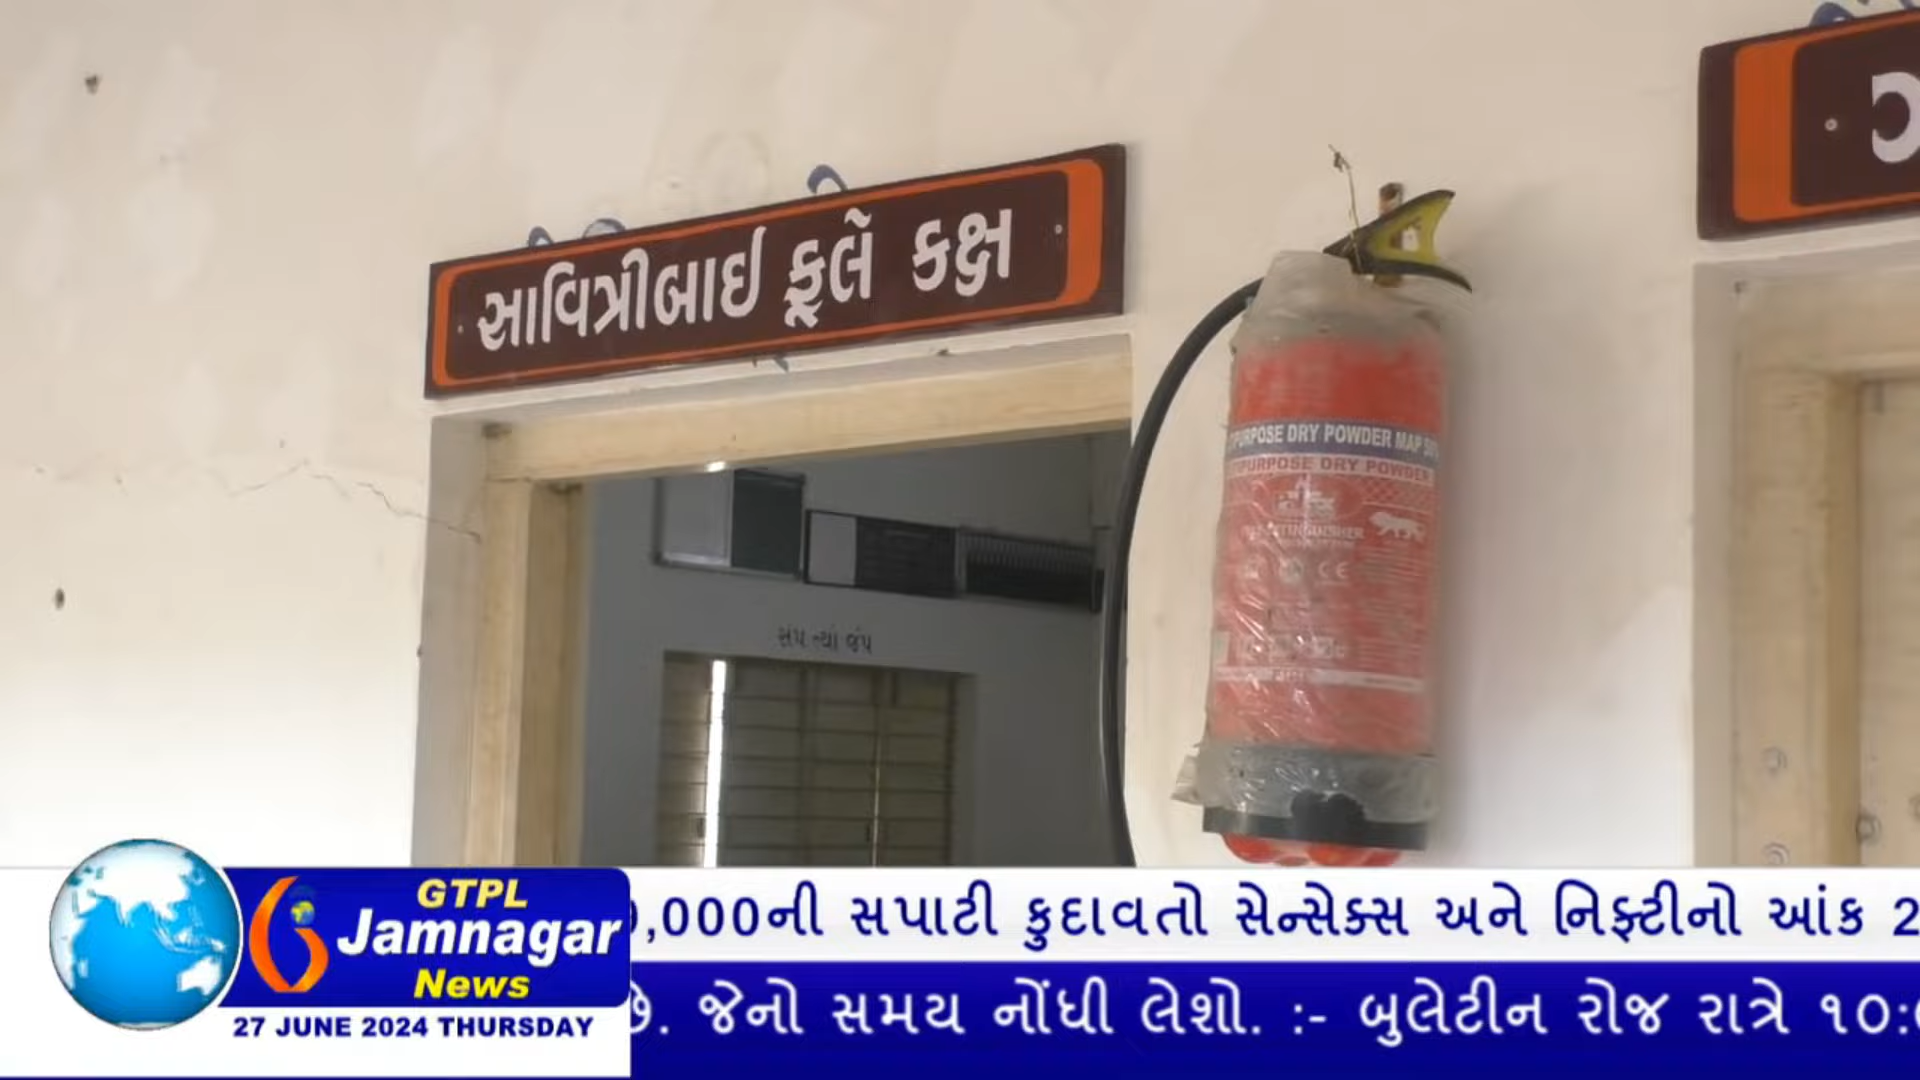 સાવિત્રીબાઈ ફૂલે કક્ષ
PURPOSE DRY POWDER MAP
PURPOSE DRY POWDER
CE
સંપ ત્યાં જંપ
GTPL
Jamnagar
News
27 JUNE 2024 THURSDAY
,000ની સપાટી કુદાવતો સેન્સેક્સ અને નિફ્ટીનો આંક 2
છે. જેનો સમય નોંધી લેશો. :- બુલેટીન રોજ રાત્રે ૧૦: